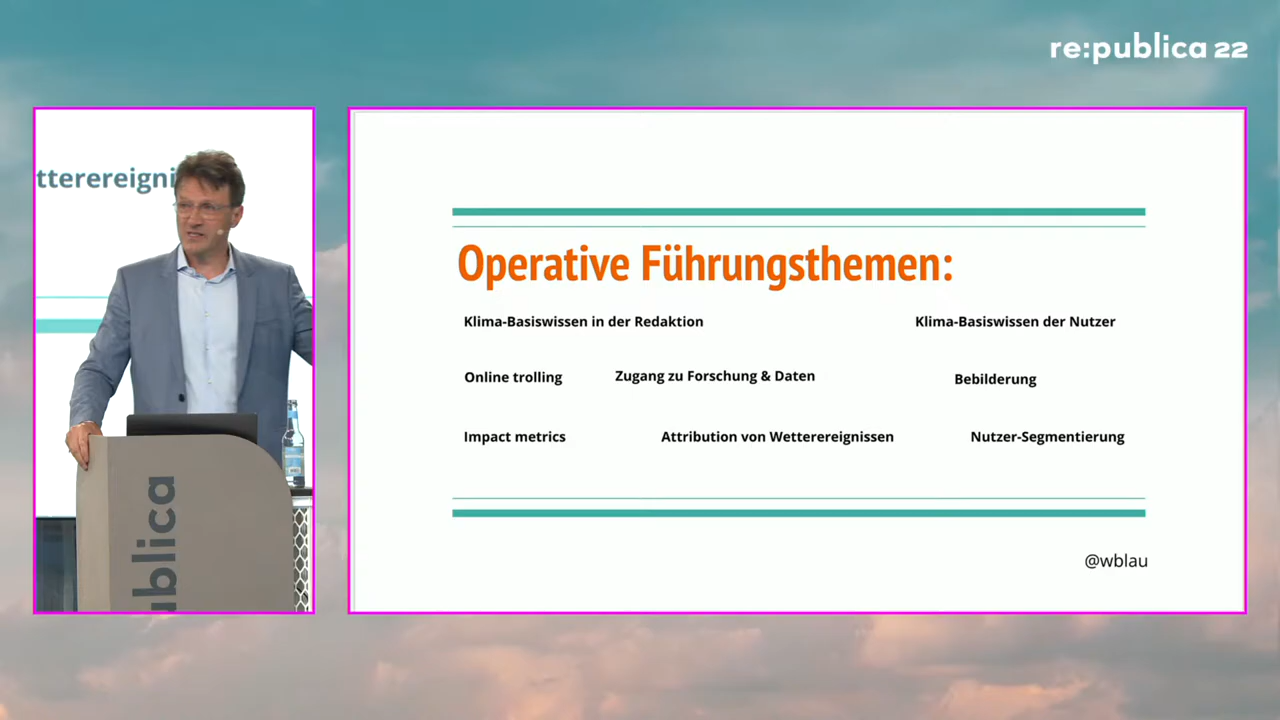 re:publica 22
tterereigni
Operative Führungsthemen:
Klima-Basiswissen in der Redaktion
Klima-Basiswissen der Nutzer
Online trolling
Zugang zu Forschung & Daten
Bebilderung
Impact metrics
Attribution von Wetterereignissen
Nutzer-Segmentierung
@wblau
ublica